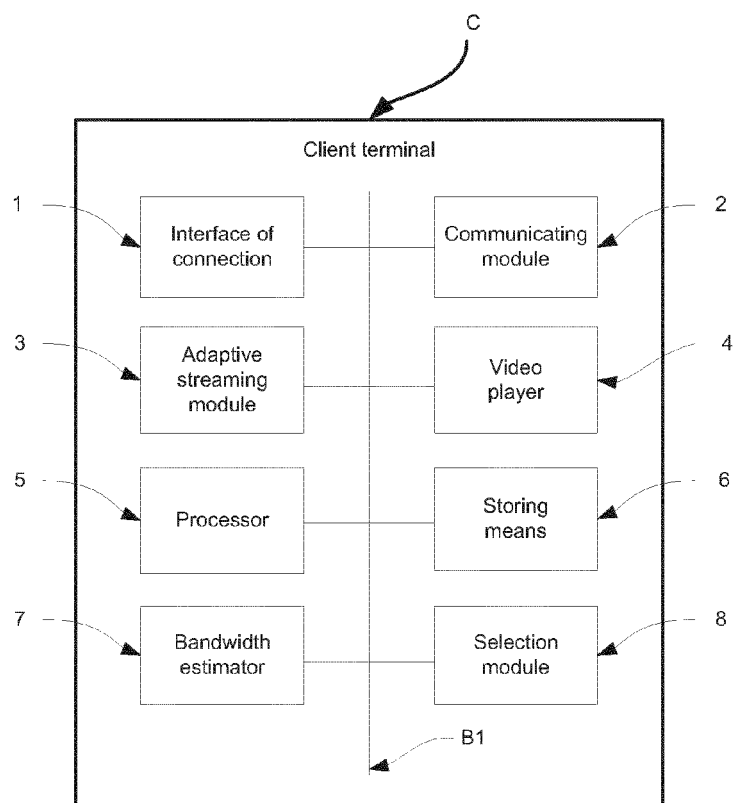 C
Client terminal
1
Interface of
connection
Communicating
module
2
3
Adaptive
streaming
module
Video
player
4
5
Processor
Storing
means
6
7
Bandwidth
estimator
Selection
module
8
B1